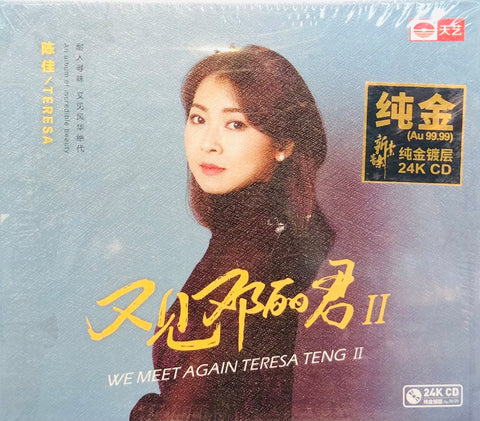 天艺
陈佳/TERESA
耐人寻味 又见风华绝代
An album of incredible beauty
纯金
(Au 99.99)
纯金镀层
24K CD
又见邓丽君 II
WE MEET AGAIN TERESA TENG II
24K CD